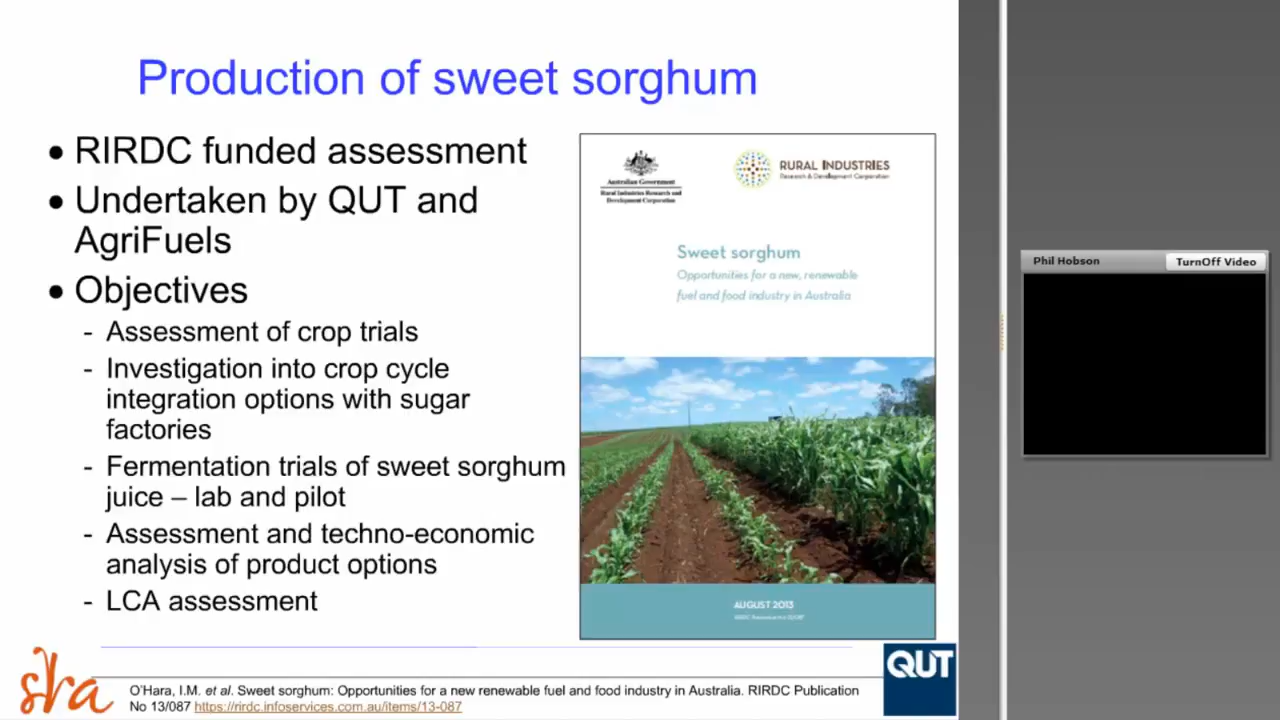 Production of sweet sorghum
• RIRDC funded assessment
• Undertaken by QUT and
AgriFuels
• Objectives
- Assessment of crop trials
- Investigation into crop cycle
integration options with sugar
factories
- Fermentation trials of sweet sorghum
juice – lab and pilot
- Assessment and techno-economic
analysis of product options
- LCA assessment
Australian Government
Rural Industries Research and
Development Corporation
RURAL INDUSTRIES
Research & Development Corporation
Sweet sorghum
Opportunities for a new, renewable
fuel and food industry in Australia
AUGUST 2013
Phil Hobson
TurnOff Video
sra
O'Hara, I.M. et al. Sweet sorghum: Opportunities for a new renewable fuel and food industry in Australia. RIRDC Publication
No 13/087 https://rirdc.infoservices.com.au/items/13-087
QUT